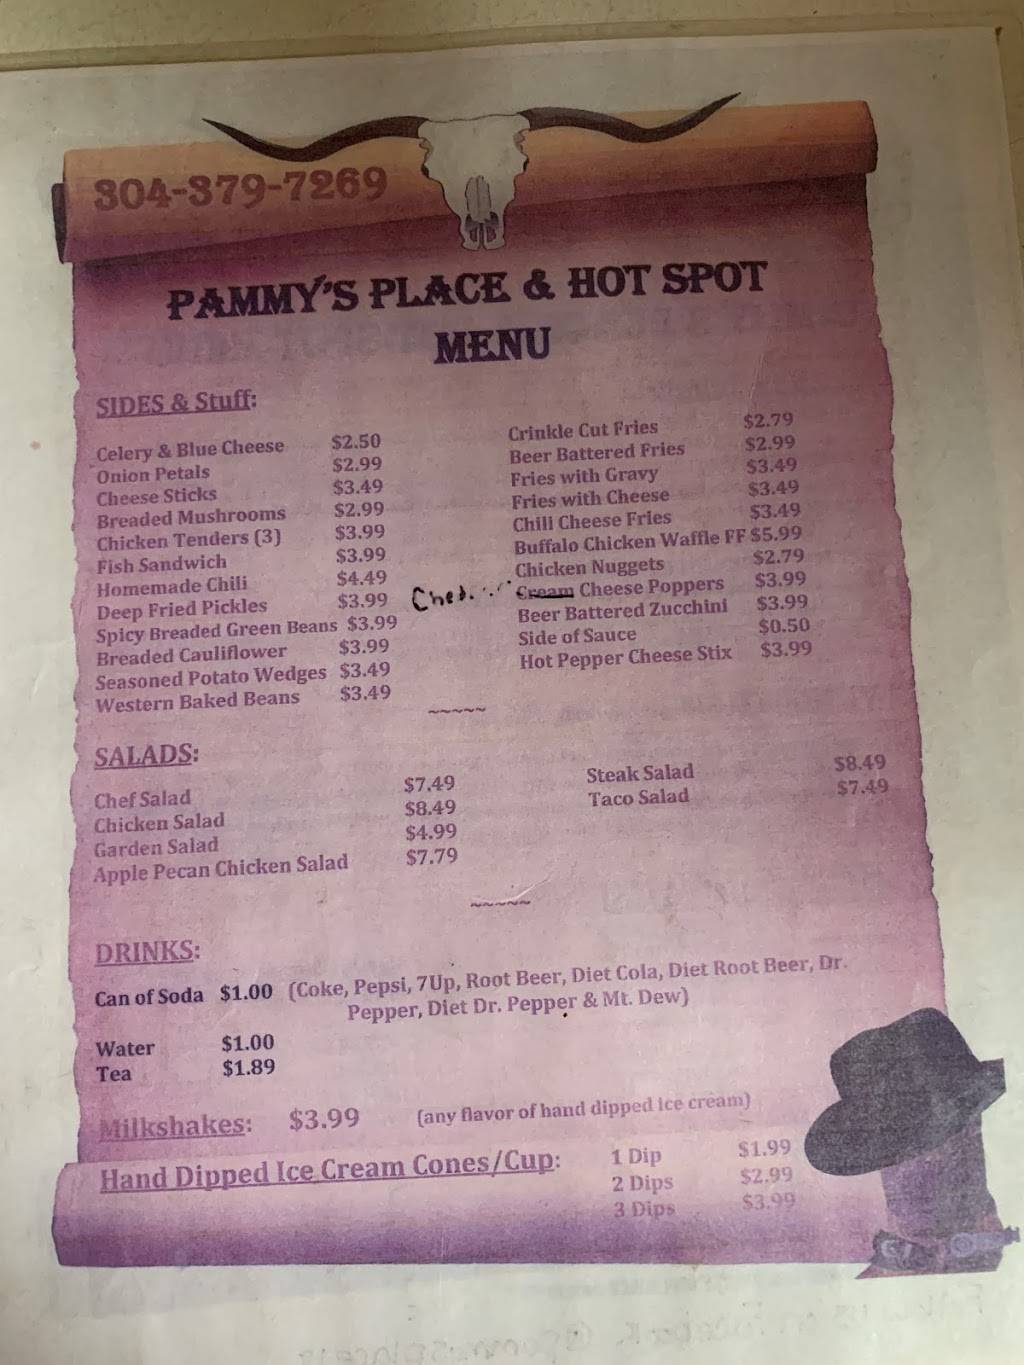 304-379-7269
PAMMY'S PLACE & HOT SPOT
MENU
SIDES & Stuff:
Celery & Blue Cheese $2.50
Onion Petals $2.99
Cheese Sticks $3.49
Breaded Mushrooms $2.99
Chicken Tenders (3) $3.99
Fish Sandwich $3.99
Homemade Chili $4.49
Deep Fried Pickles $3.99
Spicy Breaded Green Beans $3.99
Breaded Cauliflower $3.99
Seasoned Potato Wedges $3.49
Western Baked Beans $3.49
Crinkle Cut Fries $2.79
Beer Battered Fries $2.99
Fries with Gravy $3.49
Fries with Cheese $3.49
Chili Cheese Fries $3.49
Buffalo Chicken Waffle FF $5.99
Chicken Nuggets $2.79
Cream Cheese Poppers $3.99
Beer Battered Zucchini $3.99
Side of Sauce $0.50
Hot Pepper Cheese Stix $3.99
~~~~~
SALADS:
Chef Salad $7.49
Chicken Salad $8.49
Garden Salad $4.99
Apple Pecan Chicken Salad $7.79
Steak Salad $8.49
Taco Salad $7.49
~~~~~
DRINKS:
Can of Soda $1.00 (Coke, Pepsi, 7Up, Root Beer, Diet Cola, Diet Root Beer, Dr.
Pepper, Diet Dr. Pepper & Mt. Dew)
Water $1.00
Tea $1.89
Milkshakes: $3.99 (any flavor of hand dipped Ice cream)
Hand Dipped Ice Cream Cones/Cup: 1 Dip $1.99
2 Dips $2.99
3 Dips $3.99